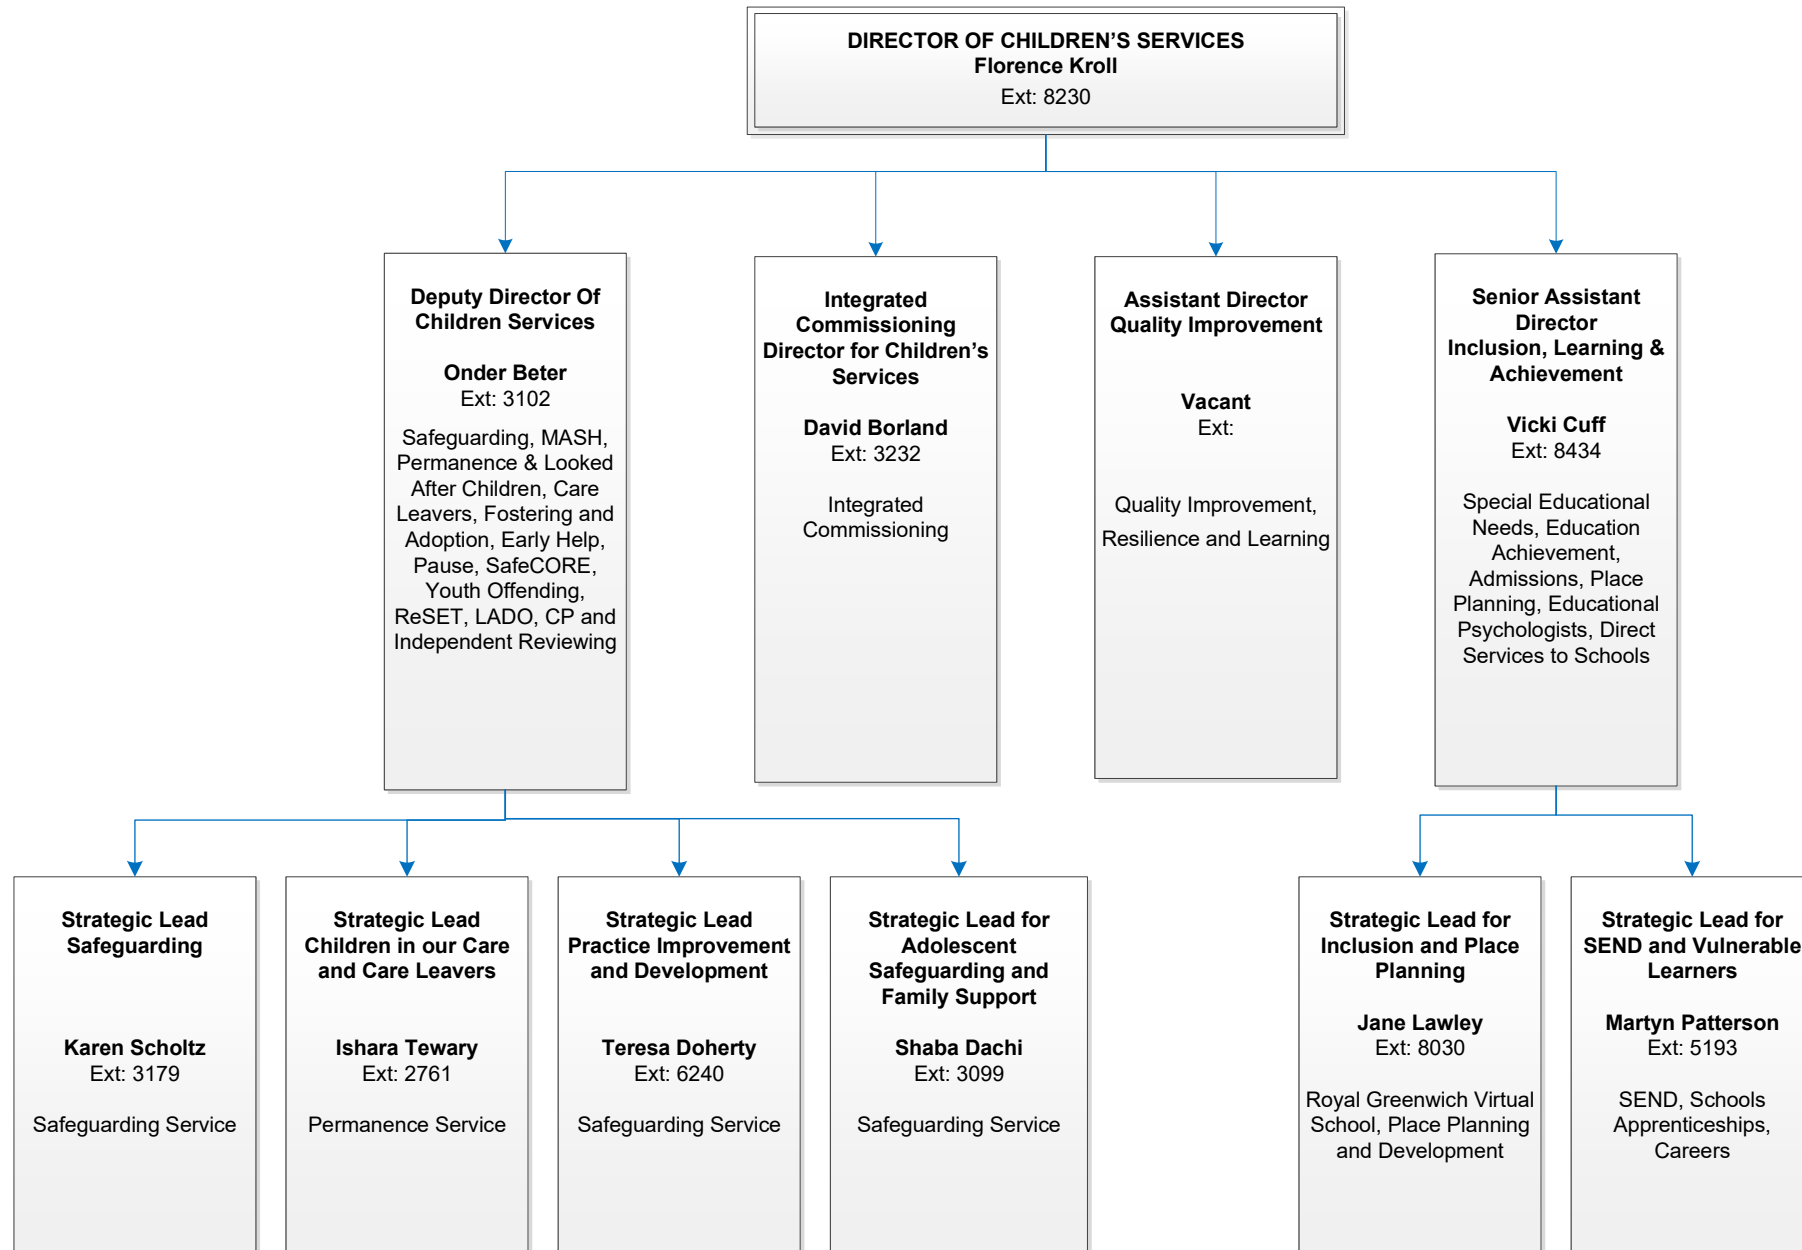 DIRECTOR OF CHILDREN'S SERVICES
Florence Kroll
Ext: 8230
Deputy Director Of
Children Services
Onder Beter
Ext: 3102
Safeguarding, MASH,
Permanence & Looked
After Children, Care
Leavers, Fostering and
Adoption, Early Help,
Pause, SafeCORE,
Youth Offending,
ReSET, LADO, CP and
Independent Reviewing
Integrated
Commissioning
Director for Children's
Services
David Borland
Ext: 3232
Integrated
Commissioning
Assistant Director
Quality Improvement
Vacant
Ext:
Quality Improvement,
Resilience and Learning
Senior Assistant
Director
Inclusion, Learning &
Achievement
Vicki Cuff
Ext: 8434
Special Educational
Needs, Education
Achievement,
Admissions, Place
Planning, Educational
Psychologists, Direct
Services to Schools
Strategic Lead
Safeguarding
Karen Scholtz
Ext: 3179
Safeguarding Service
Strategic Lead
Children in our Care
and Care Leavers
Ishara Tewary
Ext: 2761
Permanence Service
Strategic Lead
Practice Improvement
and Development
Teresa Doherty
Ext: 6240
Safeguarding Service
Strategic Lead for
Adolescent
Safeguarding and
Family Support
Shaba Dachi
Ext: 3099
Safeguarding Service
Strategic Lead for
Inclusion and Place
Planning
Jane Lawley
Ext: 8030
Royal Greenwich Virtual
School, Place Planning
and Development
Strategic Lead for
SEND and Vulnerable
Learners
Martyn Patterson
Ext: 5193
SEND, Schools
Apprenticeships,
Careers